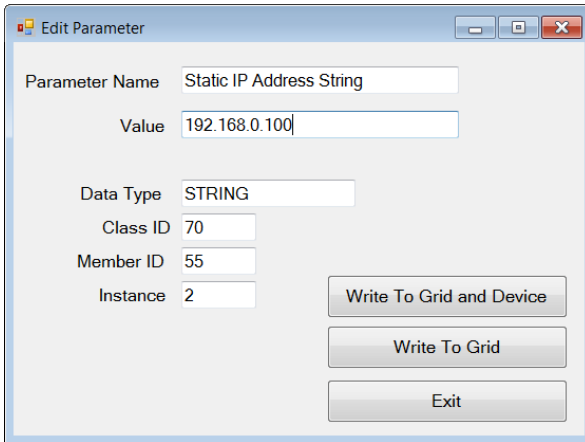 Edit Parameter
Parameter Name Static IP Address String
Value 192.168.0.100
Data Type STRING
Class ID 70
Member ID 55
Instance 2
Write To Grid and Device
Write To Grid
Exit